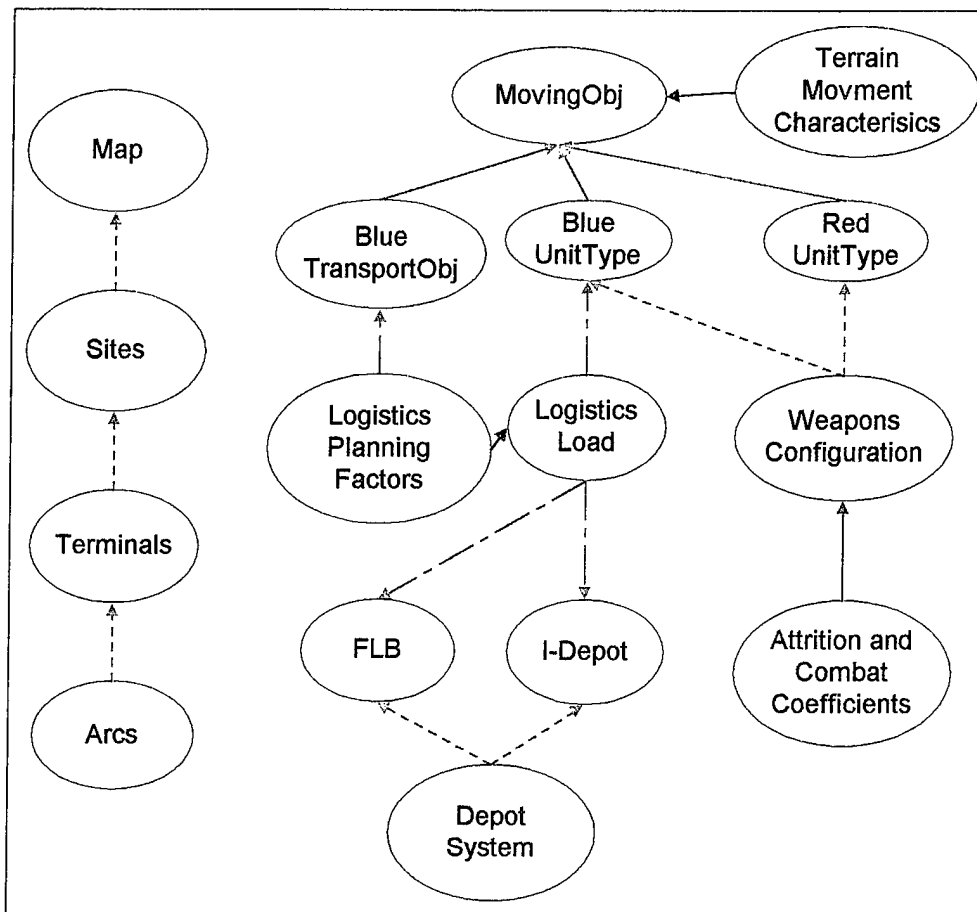 Map
Sites
Terminals
Arcs
MovingObj
Terrain
Movment
Characterisics
Blue
TransportObj
Blue
UnitType
Red
UnitType
Logistics
Planning
Factors
Logistics
Load
Weapons
Configuration
FLB
I-Depot
Attrition and
Combat
Coefficients
Depot
System